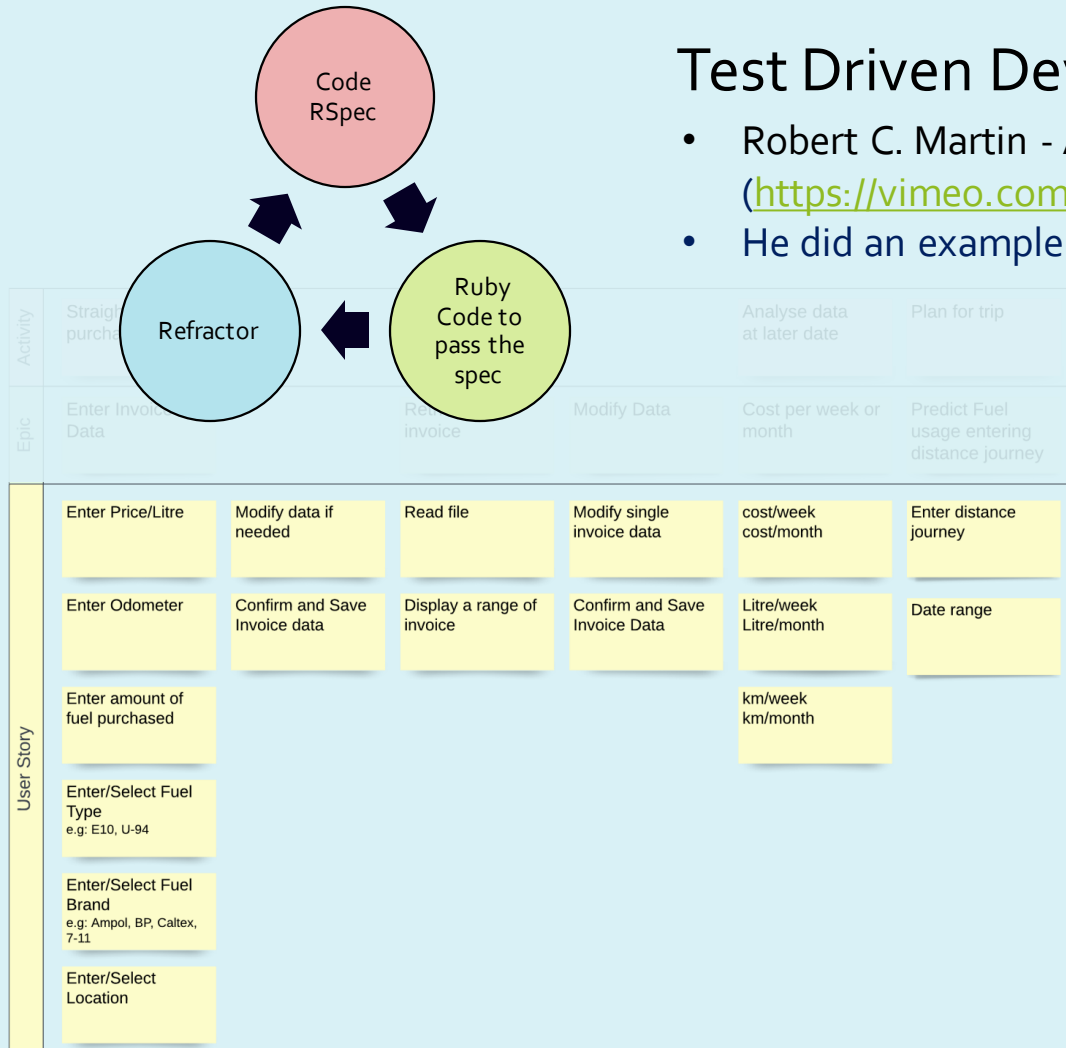 Code
RSpec
Test Driven De
• Robert C. Martin -
(https://vimeo.com
• He did an example
Refractor
Ruby
Code to
pass the
spec
Activity
Analyse data
at later date
Plan for trip
Epic
Enter
Data
invoice
Modify Data
Cost per week or
month
Predict Fuel
usage entering
distance journey
User Story
Enter Price/Litre
Modify data if
needed
Read file
Modify single
invoice data
cost/week
cost/month
Enter distance
journey
Enter Odometer
Confirm and Save
Invoice data
Display a range of
invoice
Confirm and Save
Invoice Data
Litre/week
Litre/month
Date range
Enter amount of
fuel purchased
km/week
km/month
Enter/Select Fuel
Type
e.g: E10, U-94
Enter/Select Fuel
Brand
e.g: Ampol, BP, Caltex,
7-11
Enter/Select
Location